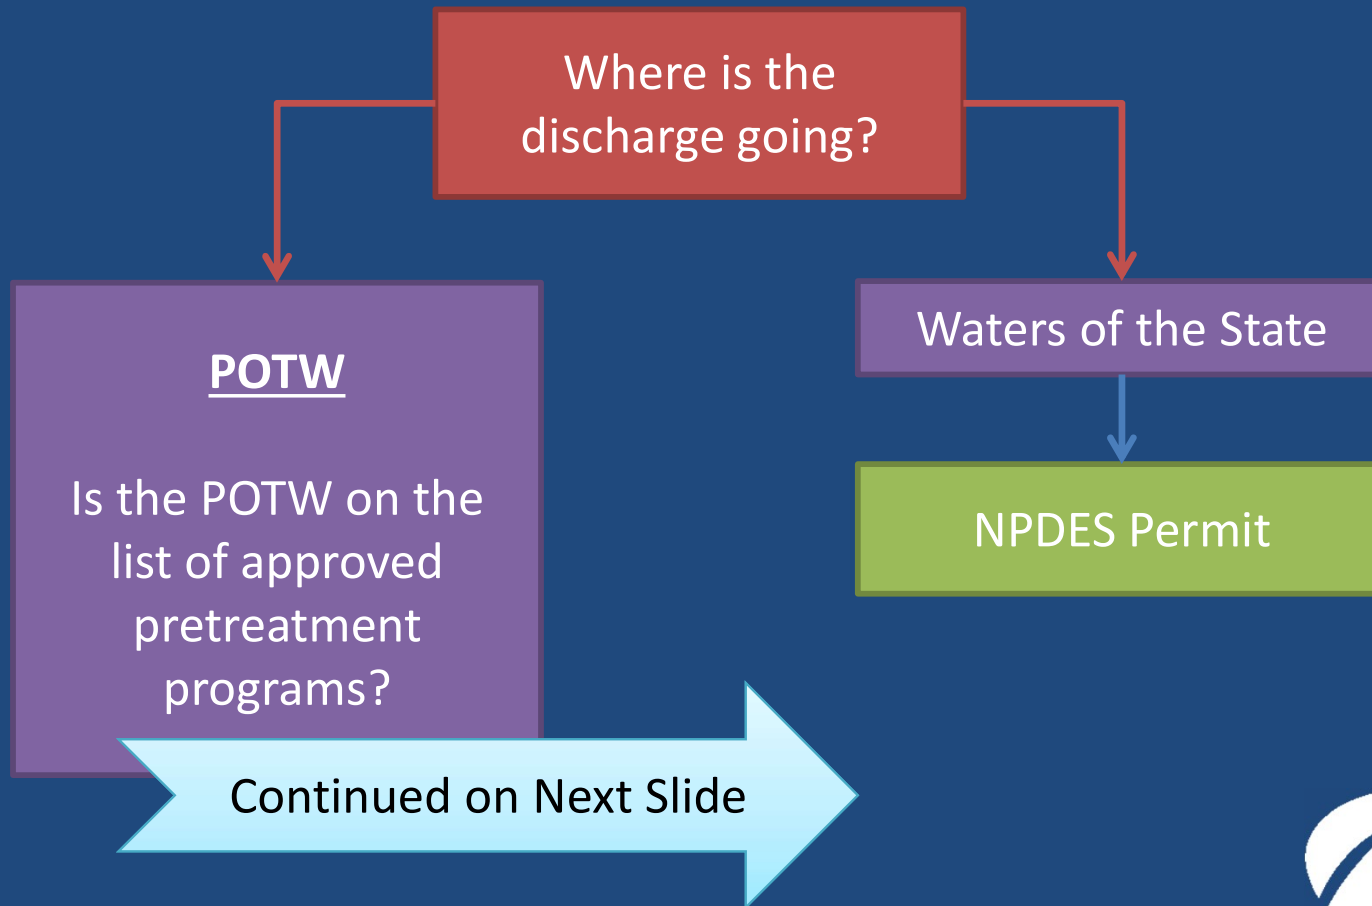 Where is the
discharge going?
POTW
Is the POTW on the
list of approved
pretreatment
programs?
Waters of the State
NPDES Permit
Continued on Next Slide